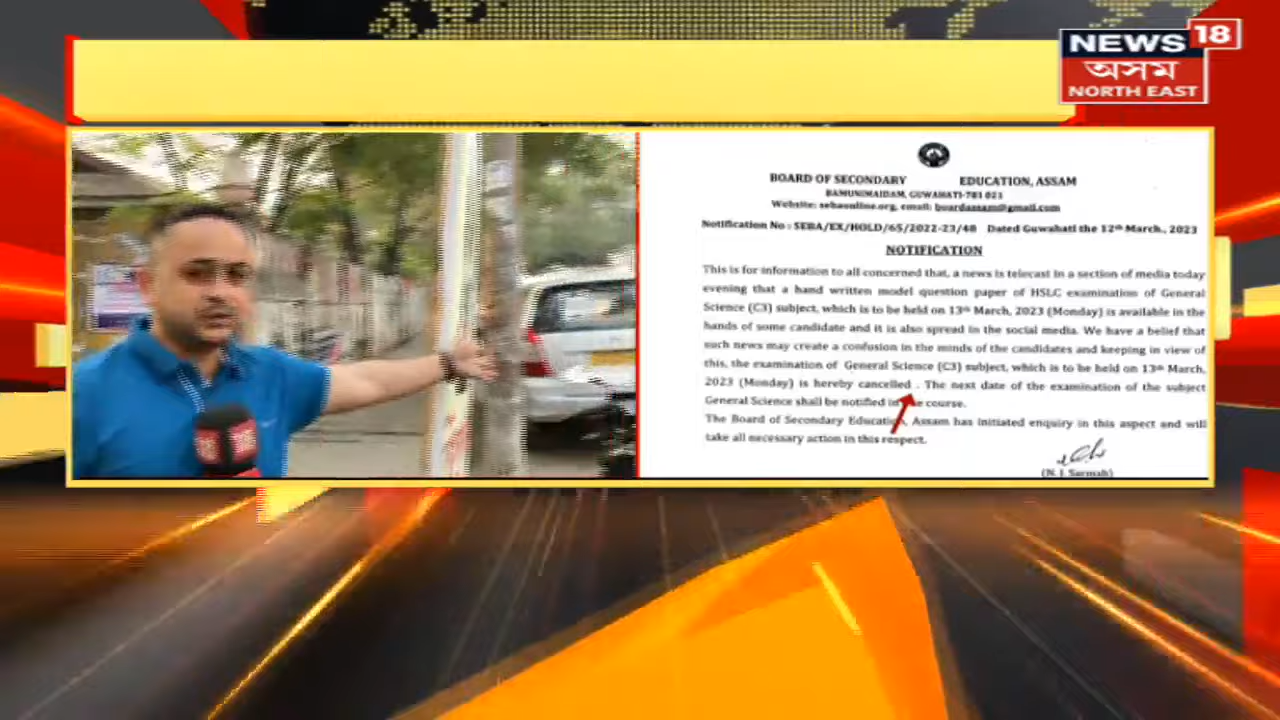 NEWS 18
অসম
NORTH EAST
BOARD OF SECONDARY EDUCATION, ASSAM
BAMUNIMAIDAM, GUWAHATI-781 021
Website: sebaonline.org, email: boardassam@gmail.com
Notification No : SEBA/EX/HOLD/65/2022-23/48 Dated Guwahati the 12th March., 2023
NOTIFICATION
This is for information to all concerned that, a news is telecast in a section of media today
evening that a hand written model question paper of HSLC examination of General
Science (C3) subject, which is to be held on 13th March, 2023 (Monday) is available in the
hands of some candidate and it is also spread in the social media. We have a belief that
such news may create a confusion in the minds of the candidates and keeping in view of
this, the examination of General Science (C3) subject, which is to be held on 13th March,
2023 (Monday) is hereby cancelled . The next date of the examination of the subject
General Science shall be notified in course.
The Board of Secondary Education, Assam has initiated enquiry in this aspect and will
take all necessary action in this respect.
(N. J. Sarmah)
18